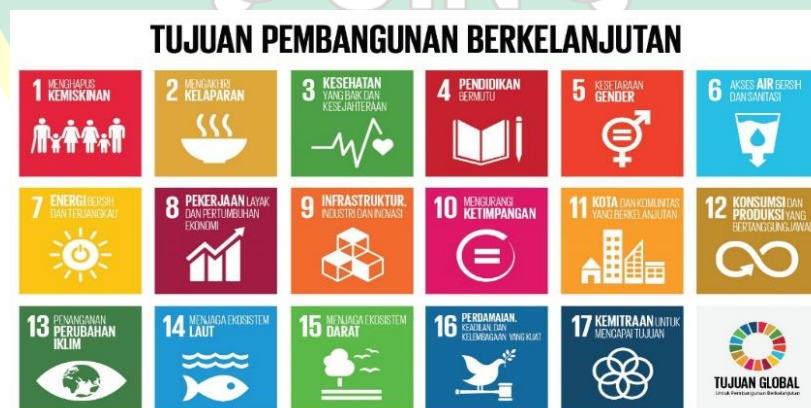 TUJUAN PEMBANGUNAN BERKELANJUTAN
1 MENGHAPUS
KEMISKINAN
2 MENGAKHIRI
KELAPARAN
3 KESEHATAN
YANG BAIK DAN
KESEJAHTERAAN
4 PENDIDIKAN
BERMUTU
5 KESETARAAN
GENDER
6 AKSES AIR BERSIH
DAN SANITASI
7 ENERGI BERSIH
DAN TERJANGKAU
8 PEKERJAAN LAYAK
DAN PERTUMBUHAN
EKONOMI
9 INFRASTRUKTUR,
INDUSTRI DAN INOVASI
10 MENGURANGI
KETIMPANGAN
11 KOTA DAN KOMUNITAS
YANG BERKELANJUTAN
12 KONSUMSI DAN
PRODUKSI YANG
BERTANGGUNGJAWAB
13 PENANGANAN
PERUBAHAN
IKLIM
14 MENJAGA EKOSISTEM
LAUT
15 MENJAGA EKOSISTEM
DARAT
16 PERDAMAIAN,
KEADILAN, DAN
KELEMBAGAAN YANG KUAT
17 KEMITRAAN UNTUK
MENCAPAI TUJUAN
TUJUAN GLOBAL
Untuk Pembangunan Berkelanjutan